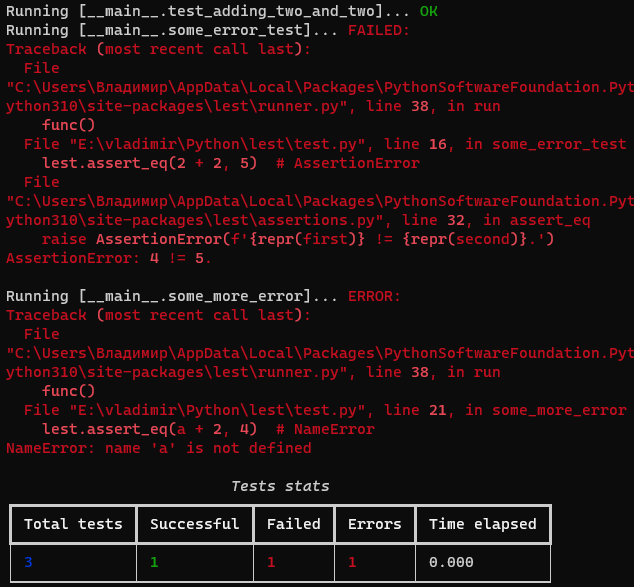 Running [__main__.test_adding_two_and_two]... OK
Running [__main__.some_error_test]... FAILED:
Traceback (most recent call last):
  File
"C:\Users\Владимир\AppData\Local\Packages\PythonSoftwareFoundation.Pyt
ython310\site-packages\lest\runner.py", line 38, in run
    func()
  File "E:\vladimir\Python\lest\test.py", line 16, in some_error_test
    lest.assert_eq(2 + 2, 5)  # AssertionError
  File
"C:\Users\Владимир\AppData\Local\Packages\PythonSoftwareFoundation.Pyt
ython310\site-packages\lest\assertions.py", line 32, in assert_eq
    raise AssertionError(f'{repr(first)} != {repr(second)}.')
AssertionError: 4 != 5.
Running [__main__.some_more_error]... ERROR:
Traceback (most recent call last):
  File
"C:\Users\Владимир\AppData\Local\Packages\PythonSoftwareFoundation.Pyt
ython310\site-packages\lest\runner.py", line 38, in run
    func()
  File "E:\vladimir\Python\lest\test.py", line 21, in some_more_error
    lest.assert_eq(a + 2, 4)  # NameError
NameError: name 'a' is not defined
Tests stats
Total tests Successful Failed Errors Time elapsed
3 1 1 1 0.000